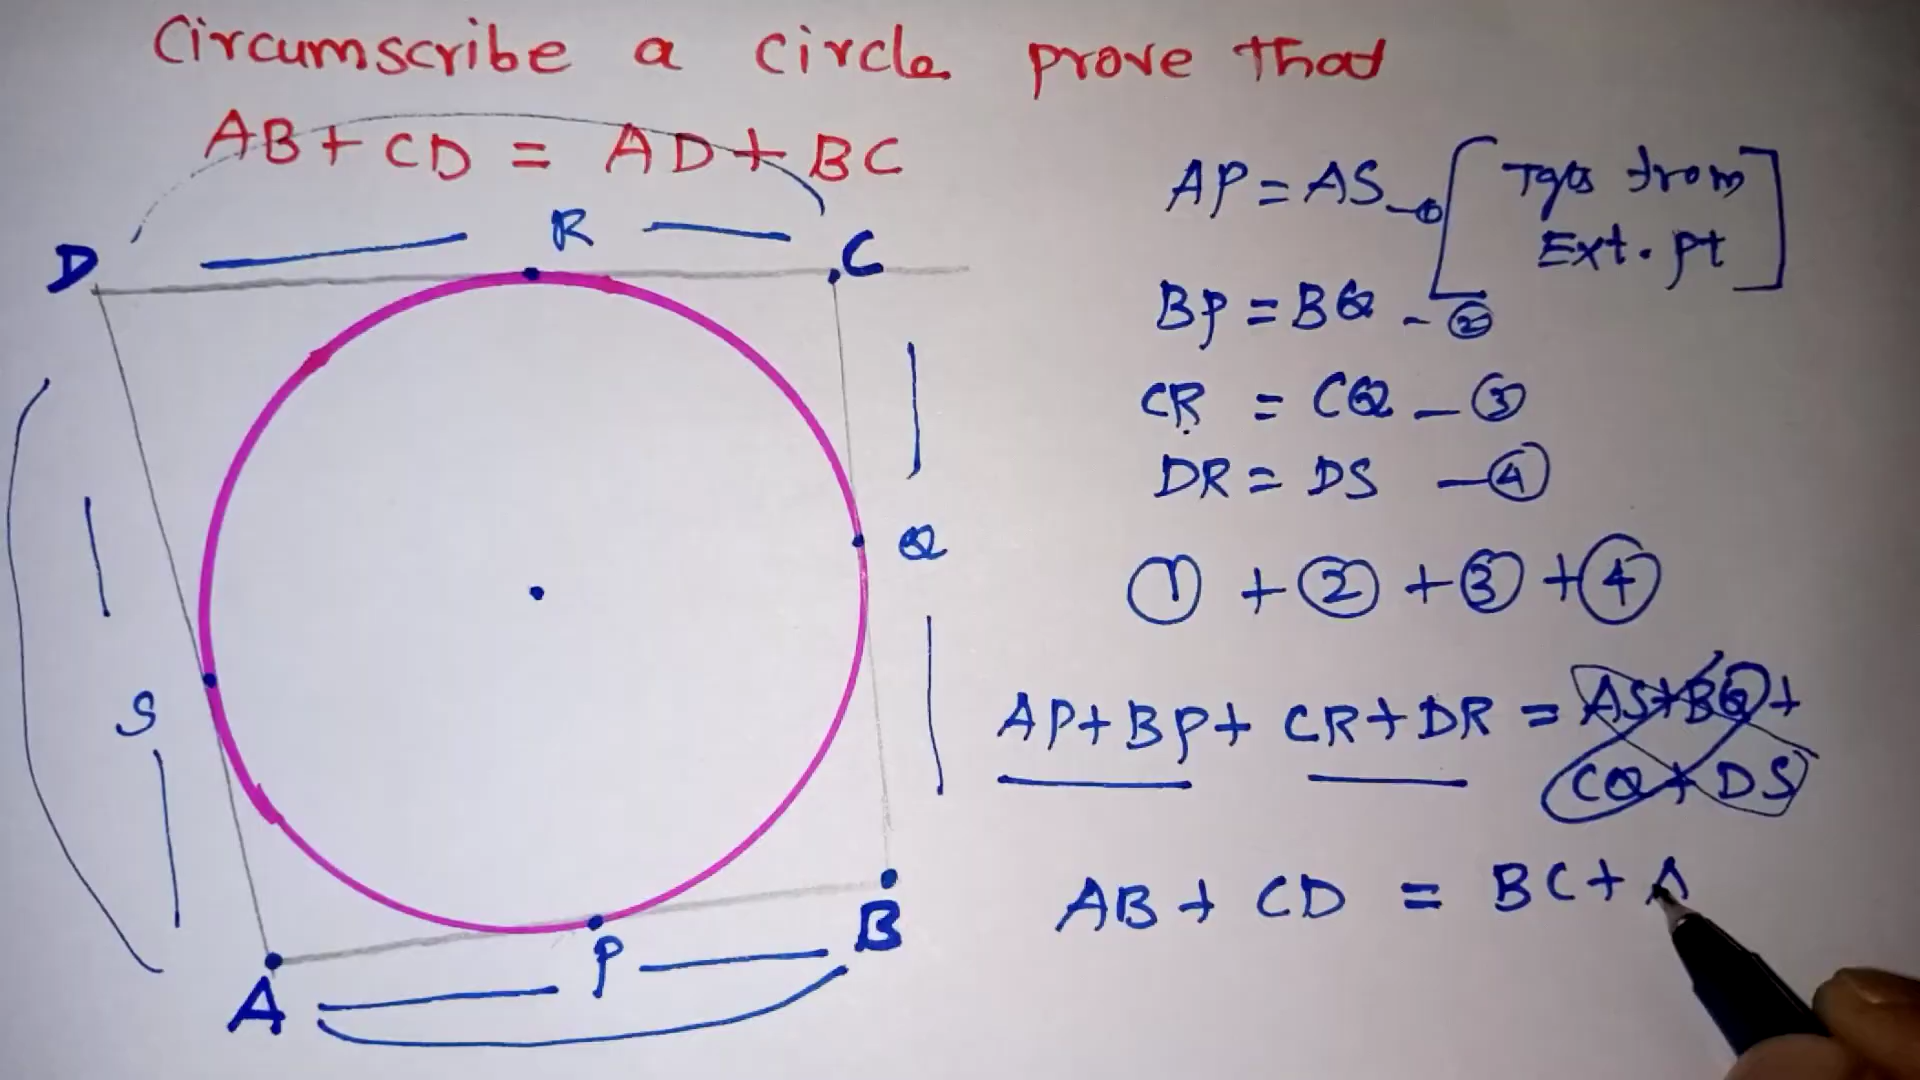 Circumscribe a circle prove that
AB + CD = AD + BC
D
R
C
S
Q
A
P
B
AP = AS - ① [Tgts from
Ext. pt]
BP = BQ - ②
CR = CQ - ③
DR = DS - ④
① + ② + ③ + ④
AP + BP + CR + DR = AS + BQ +
CQ + DS
AB + CD = BC + A